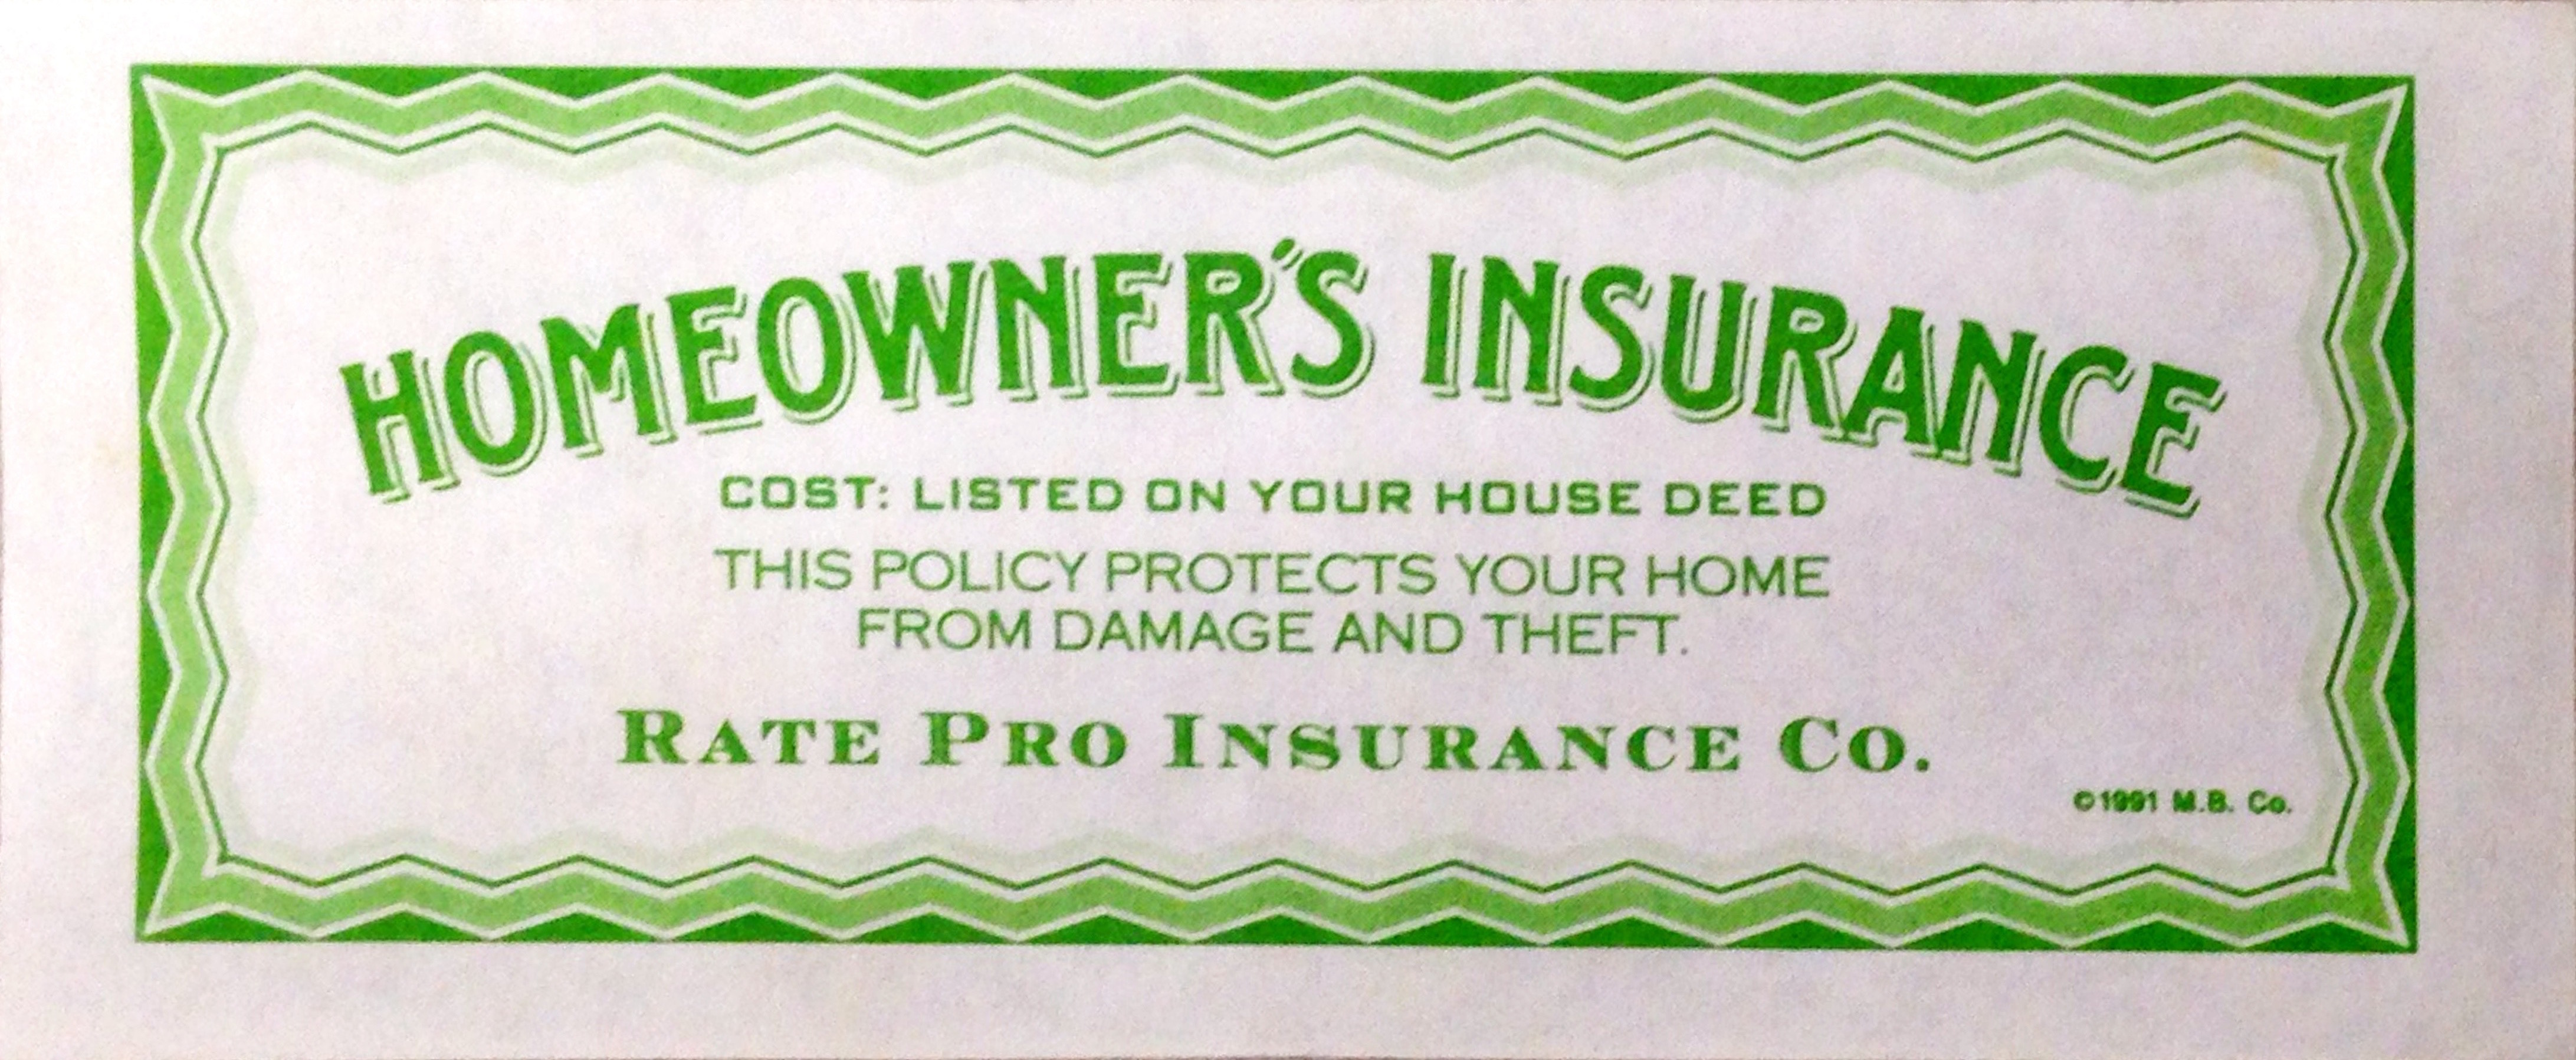 HOMEOWNER'S INSURANCE
COST: LISTED ON YOUR HOUSE DEED
THIS POLICY PROTECTS YOUR HOME
FROM DAMAGE AND THEFT.
RATE PRO INSURANCE CO.
©1991 M.B. Co.